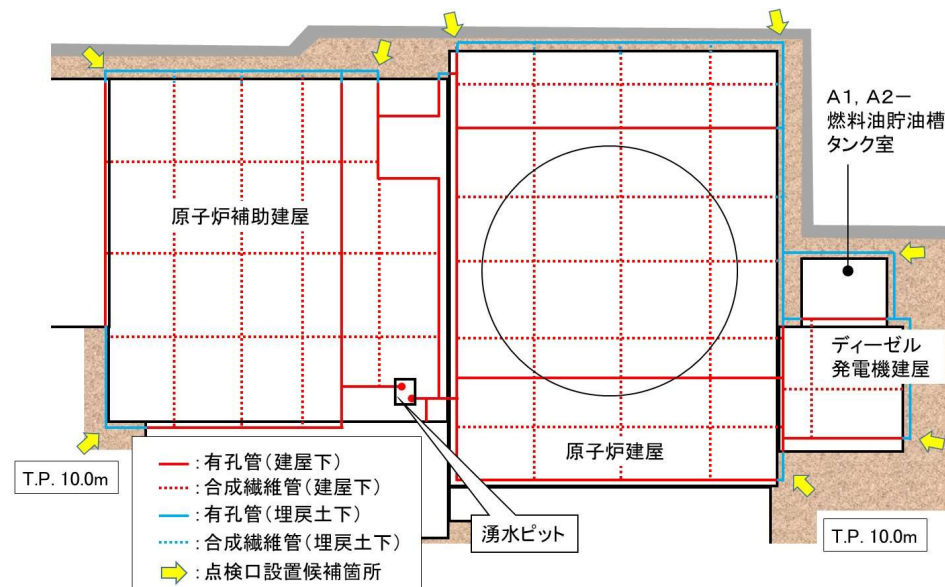 A1, A2－
燃料油貯油槽
タンク室
原子炉補助建屋
ディーゼル
発電機建屋
原子炉建屋
湧水ピット
T.P. 10.0m
T.P. 10.0m
：有孔管（建屋下）
：合成繊維管（建屋下）
：有孔管（埋戻土下）
：合成繊維管（埋戻土下）
：点検口設置候補箇所